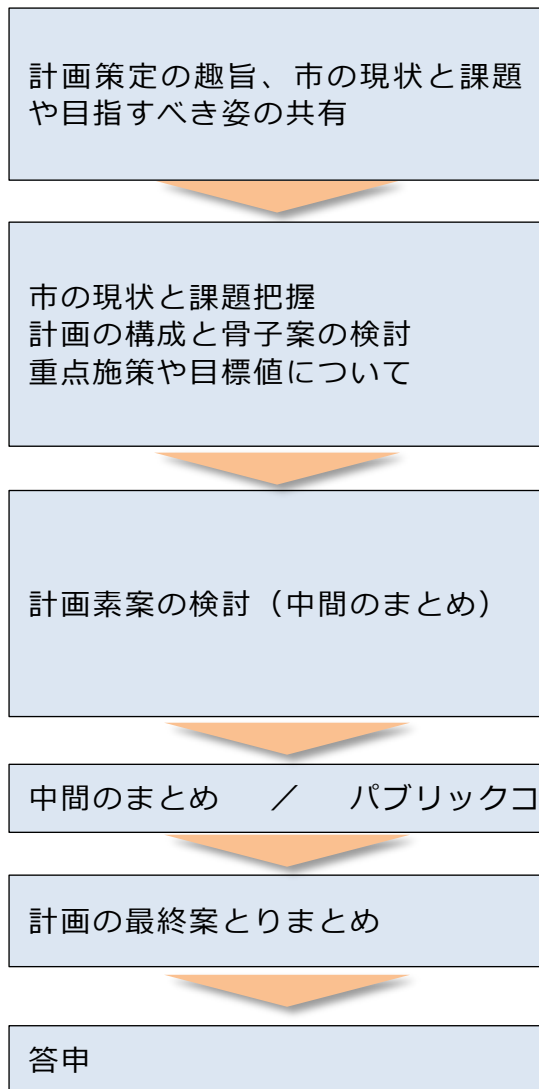 計画策定の趣旨、市の現状と課題
や目指すべき姿の共有
市の現状と課題把握
計画の構成と骨子案の検討
重点施策や目標値について
計画素案の検討（中間のまとめ）
中間のまとめ　／　パブリックコ
計画の最終案とりまとめ
答申